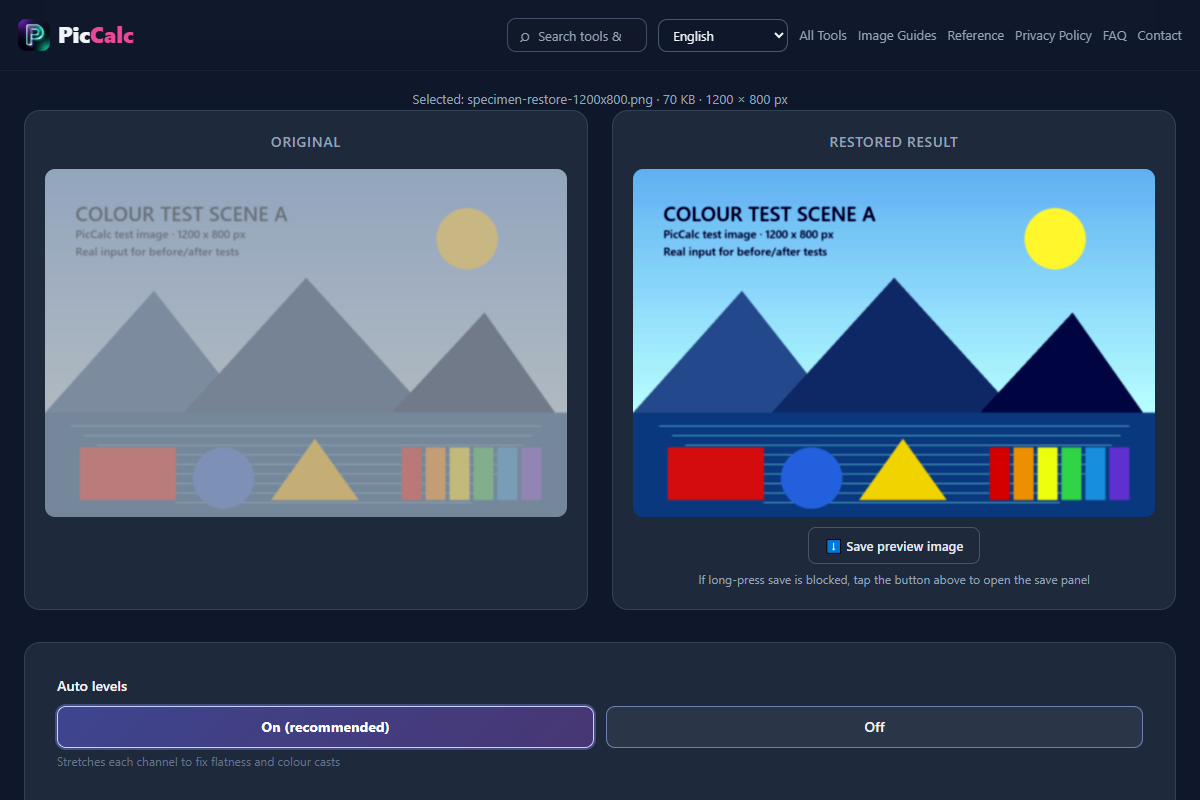 PicCalc
Search tools &
English
All Tools
Image Guides
Reference
Privacy Policy
FAQ
Contact
Selected: specimen-restore-1200x800.png · 70 KB · 1200 × 800 px
ORIGINAL
COLOUR TEST SCENE A
PicCalc test image · 1200 x 800 px
Real input for before/after tests
RESTORED RESULT
COLOUR TEST SCENE A
PicCalc test image · 1200 x 800 px
Real input for before/after tests
Save preview image
If long-press save is blocked, tap the button above to open the save panel
Auto levels
On (recommended)
Off
Stretches each channel to fix flatness and colour casts